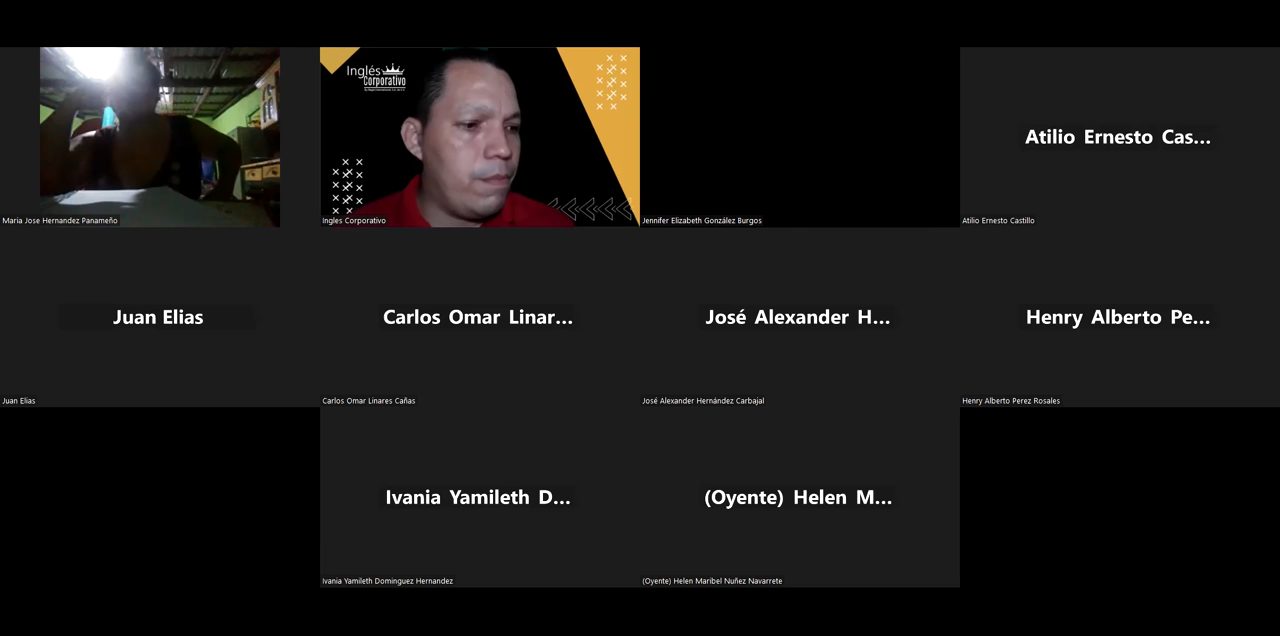 Inglés
Corporativo
Maria Jose Hernandez Panameño
Ingles Corporativo
Jennifer Elizabeth González Burgos
Atilio Ernesto Cas...
Atilio Ernesto Castillo
Juan Elias
Carlos Omar Linar...
José Alexander H...
Henry Alberto Pe...
Juan Elias
Carlos Omar Linares Cañas
José Alexander Hernández Carbajal
Henry Alberto Perez Rosales
Ivania Yamileth D...
(Oyente) Helen M...
Ivania Yamileth Dominguez Hernandez
(Oyente) Helen Maribel Nuñez Navarrete